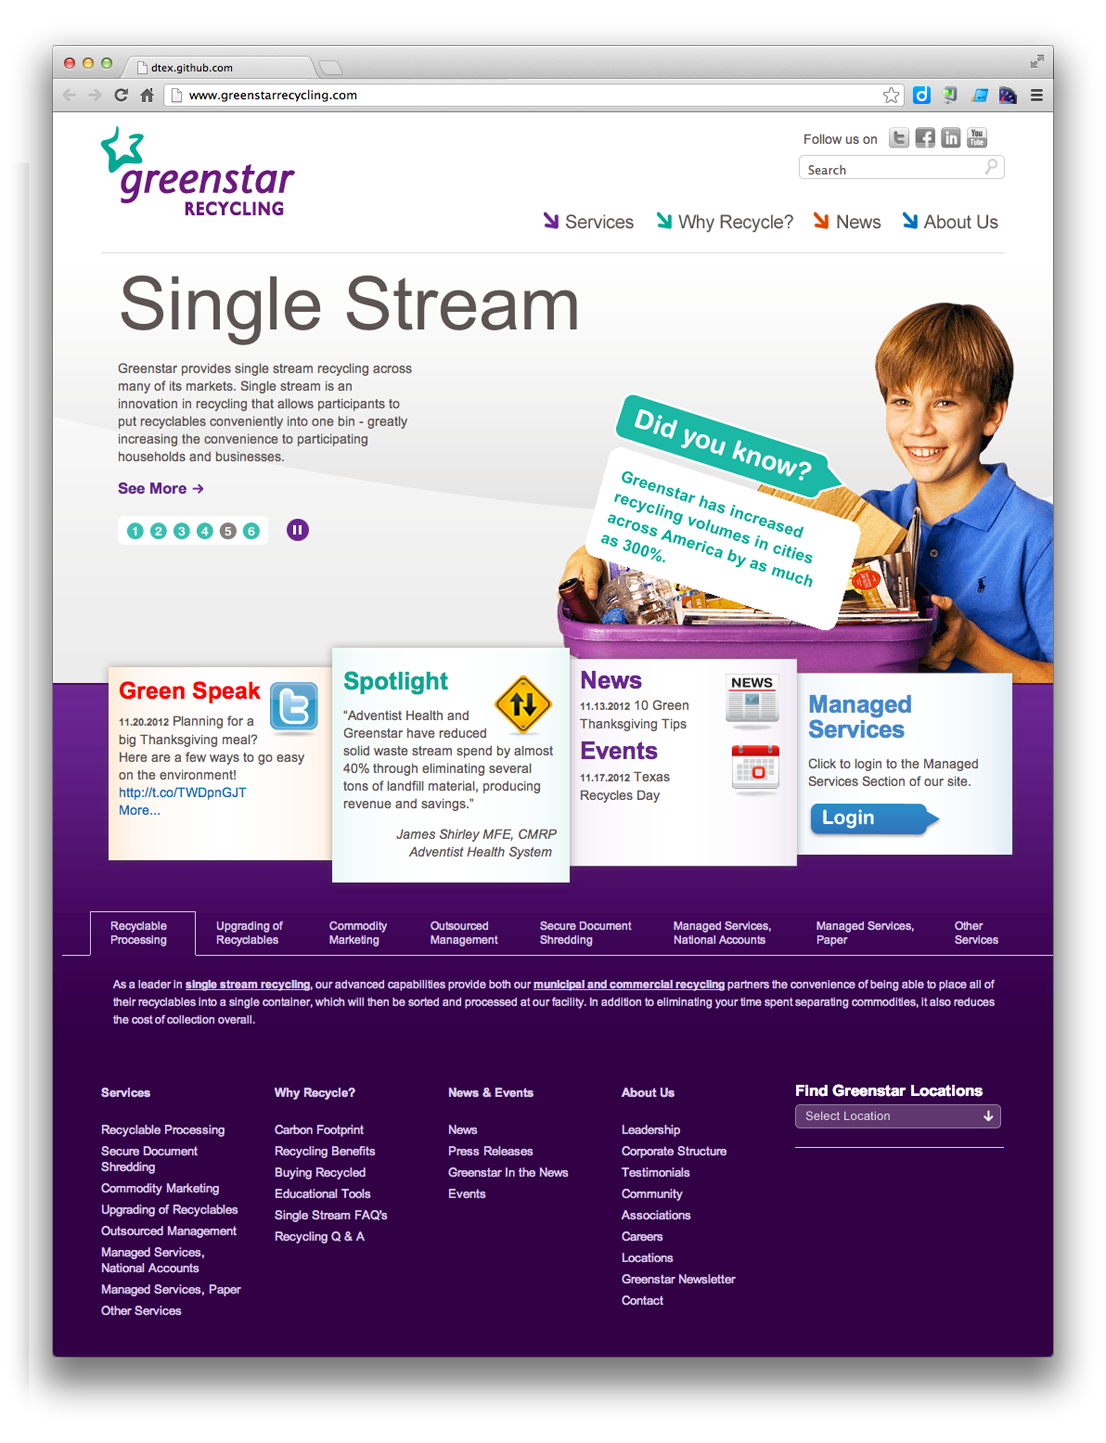 dtex.github.com
www.greenstarrecycling.com
greenstar
RECYCLING
Follow us on
You
Tube
Search
Services
Why Recycle?
News
About Us
Single Stream
Greenstar provides single stream recycling across
many of its markets. Single stream is an
innovation in recycling that allows participants to
put recyclables conveniently into one bin - greatly
increasing the convenience to participating
households and businesses.
See More →
1 2 3 4 5 6
Did you know?
Greenstar has increased
recycling volumes in cities
across America by as much
as 300%.
Green Speak
11.20.2012 Planning for a
big Thanksgiving meal?
Here are a few ways to go easy
on the environment!
http://t.co/TWDpnGJT
More...
Spotlight
"Adventist Health and
Greenstar have reduced
solid waste stream spend by almost
40% through eliminating several
tons of landfill material, producing
revenue and savings."
James Shirley MFE, CMRP
Adventist Health System
News
NEWS
11.13.2012 10 Green
Thanksgiving Tips
Events
11.17.2012 Texas
Recycles Day
Managed
Services
Click to login to the Managed
Services Section of our site.
Login
Recyclable
Processing
Upgrading of
Recyclables
Commodity
Marketing
Outsourced
Management
Secure Document
Shredding
Managed Services,
National Accounts
Managed Services,
Paper
Other
Services
As a leader in single stream recycling, our advanced capabilities provide both our municipal and commercial recycling partners the convenience of being able to place all of
their recyclables into a single container, which will then be sorted and processed at our facility. In addition to eliminating your time spent separating commodities, it also reduces
the cost of collection overall.
Services
Recyclable Processing
Secure Document
Shredding
Commodity Marketing
Upgrading of Recyclables
Outsourced Management
Managed Services,
National Accounts
Managed Services, Paper
Other Services
Why Recycle?
Carbon Footprint
Recycling Benefits
Buying Recycled
Educational Tools
Single Stream FAQ's
Recycling Q & A
News & Events
News
Press Releases
Greenstar In the News
Events
About Us
Leadership
Corporate Structure
Testimonials
Community
Associations
Careers
Locations
Greenstar Newsletter
Contact
Find Greenstar Locations
Select Location